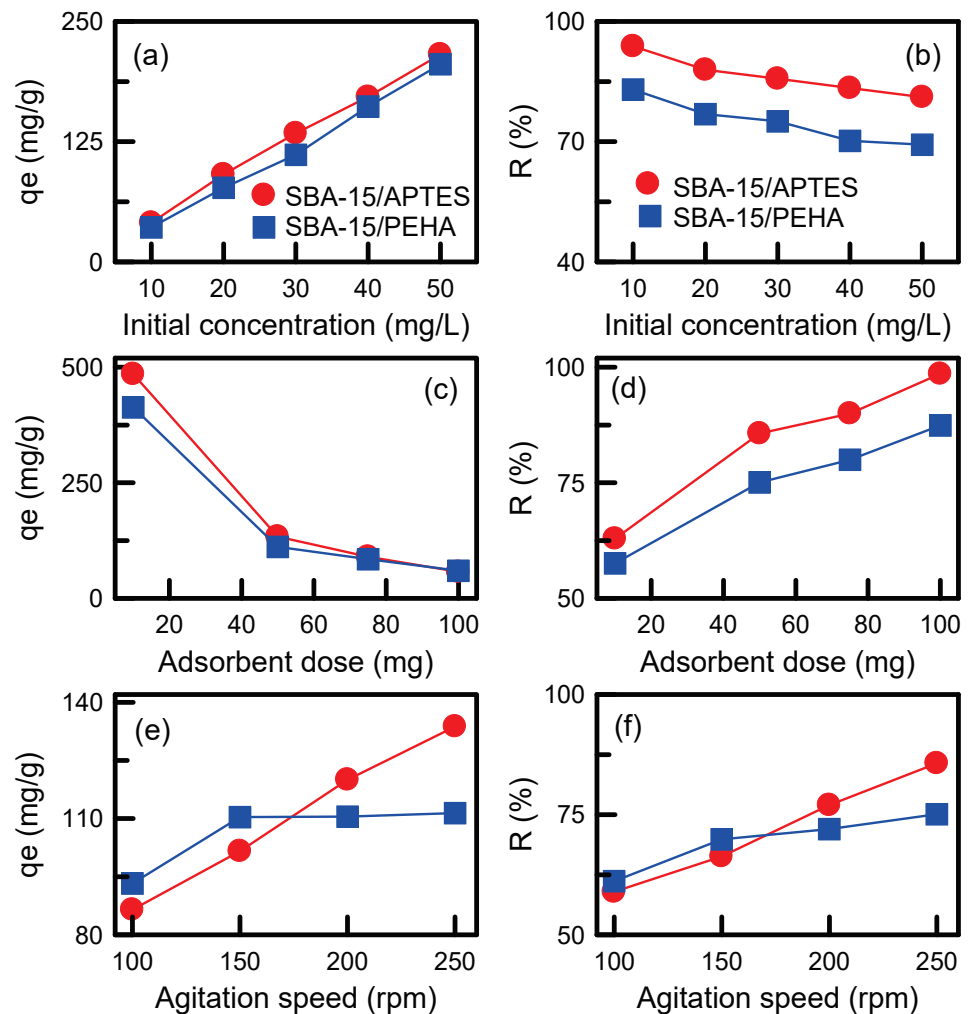 (a)
qe (mg/g)
250
125
0
SBA-15/APTES
SBA-15/PEHA
10 20 30 40 50
Initial concentration (mg/L)
(b)
R (%)
100
70
40
SBA-15/APTES
SBA-15/PEHA
10 20 30 40 50
Initial concentration (mg/L)
(c)
qe (mg/g)
500
250
0
20 40 60 80 100
Adsorbent dose (mg)
(d)
R (%)
100
75
50
20 40 60 80 100
Adsorbent dose (mg)
(e)
qe (mg/g)
140
110
80
100 150 200 250
Agitation speed (rpm)
(f)
R (%)
100
75
50
100 150 200 250
Agitation speed (rpm)